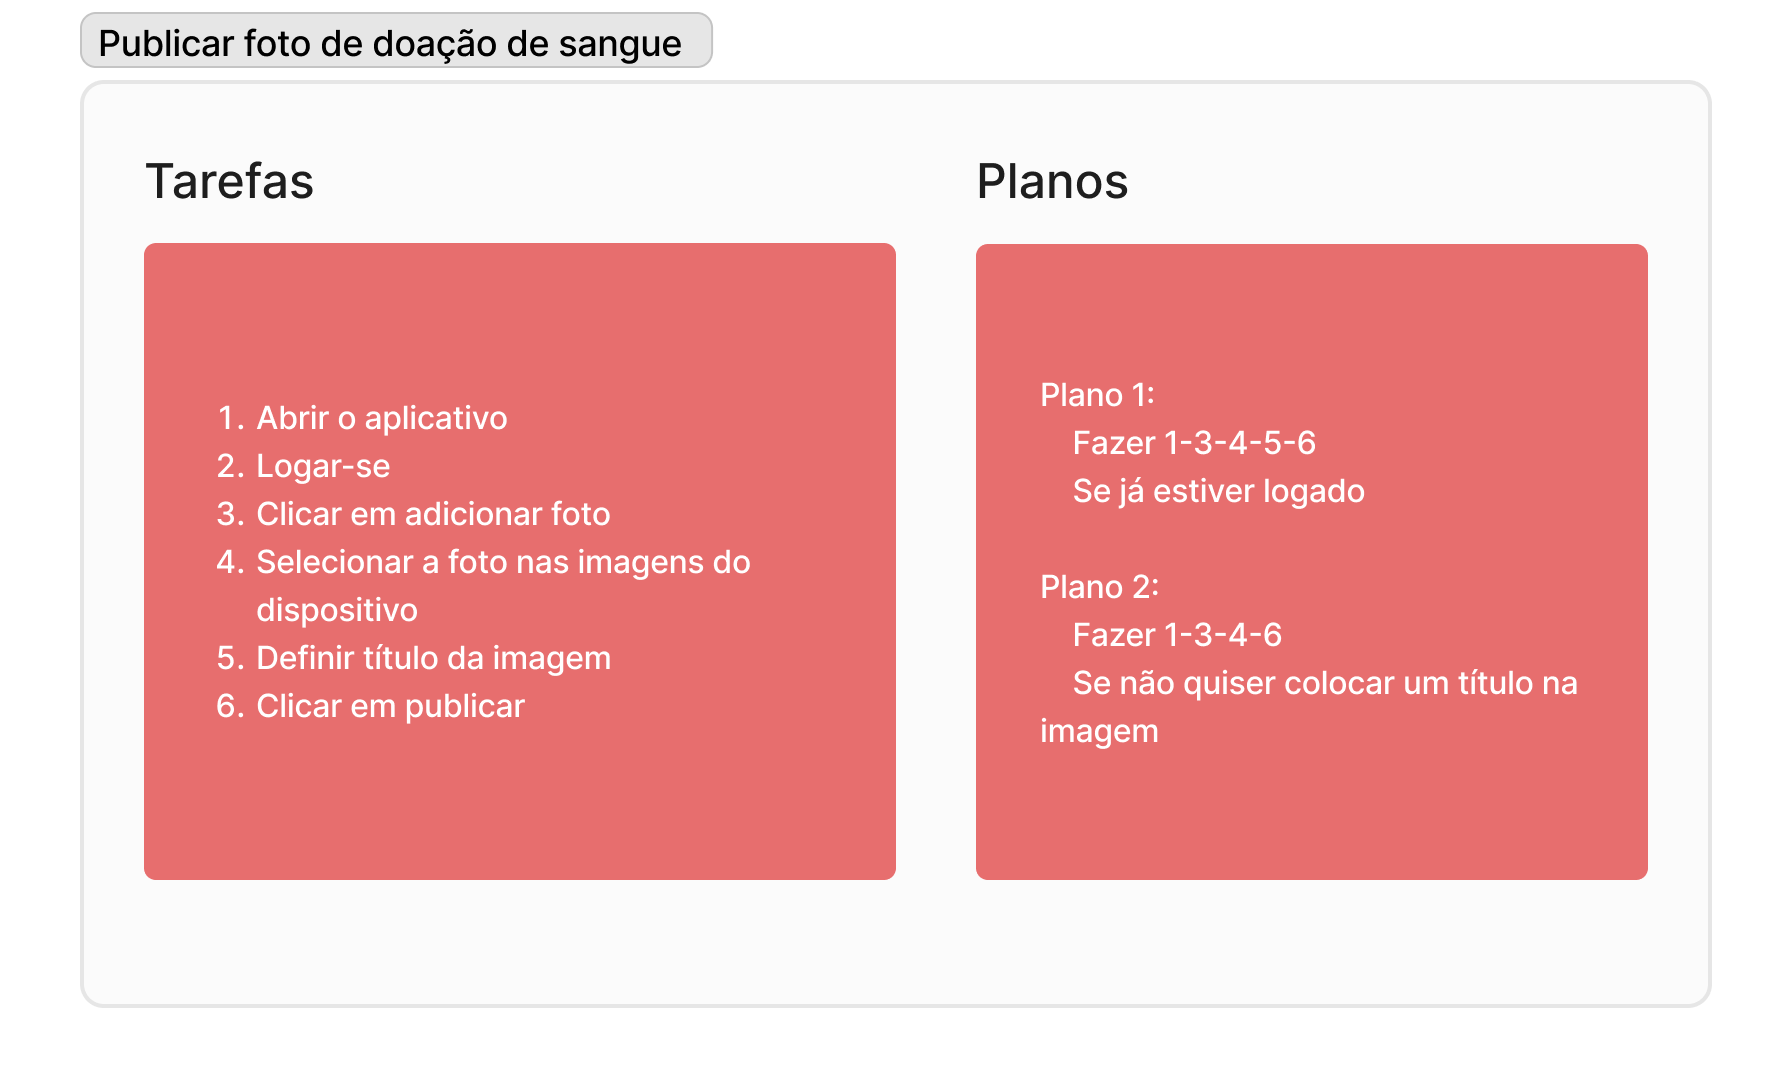 Publicar foto de doação de sangue
Tarefas
1. Abrir o aplicativo
2. Logar-se
3. Clicar em adicionar foto
4. Selecionar a foto nas imagens do
dispositivo
5. Definir título da imagem
6. Clicar em publicar
Planos
Plano 1:
Fazer 1-3-4-5-6
Se já estiver logado
Plano 2:
Fazer 1-3-4-6
Se não quiser colocar um título na
imagem